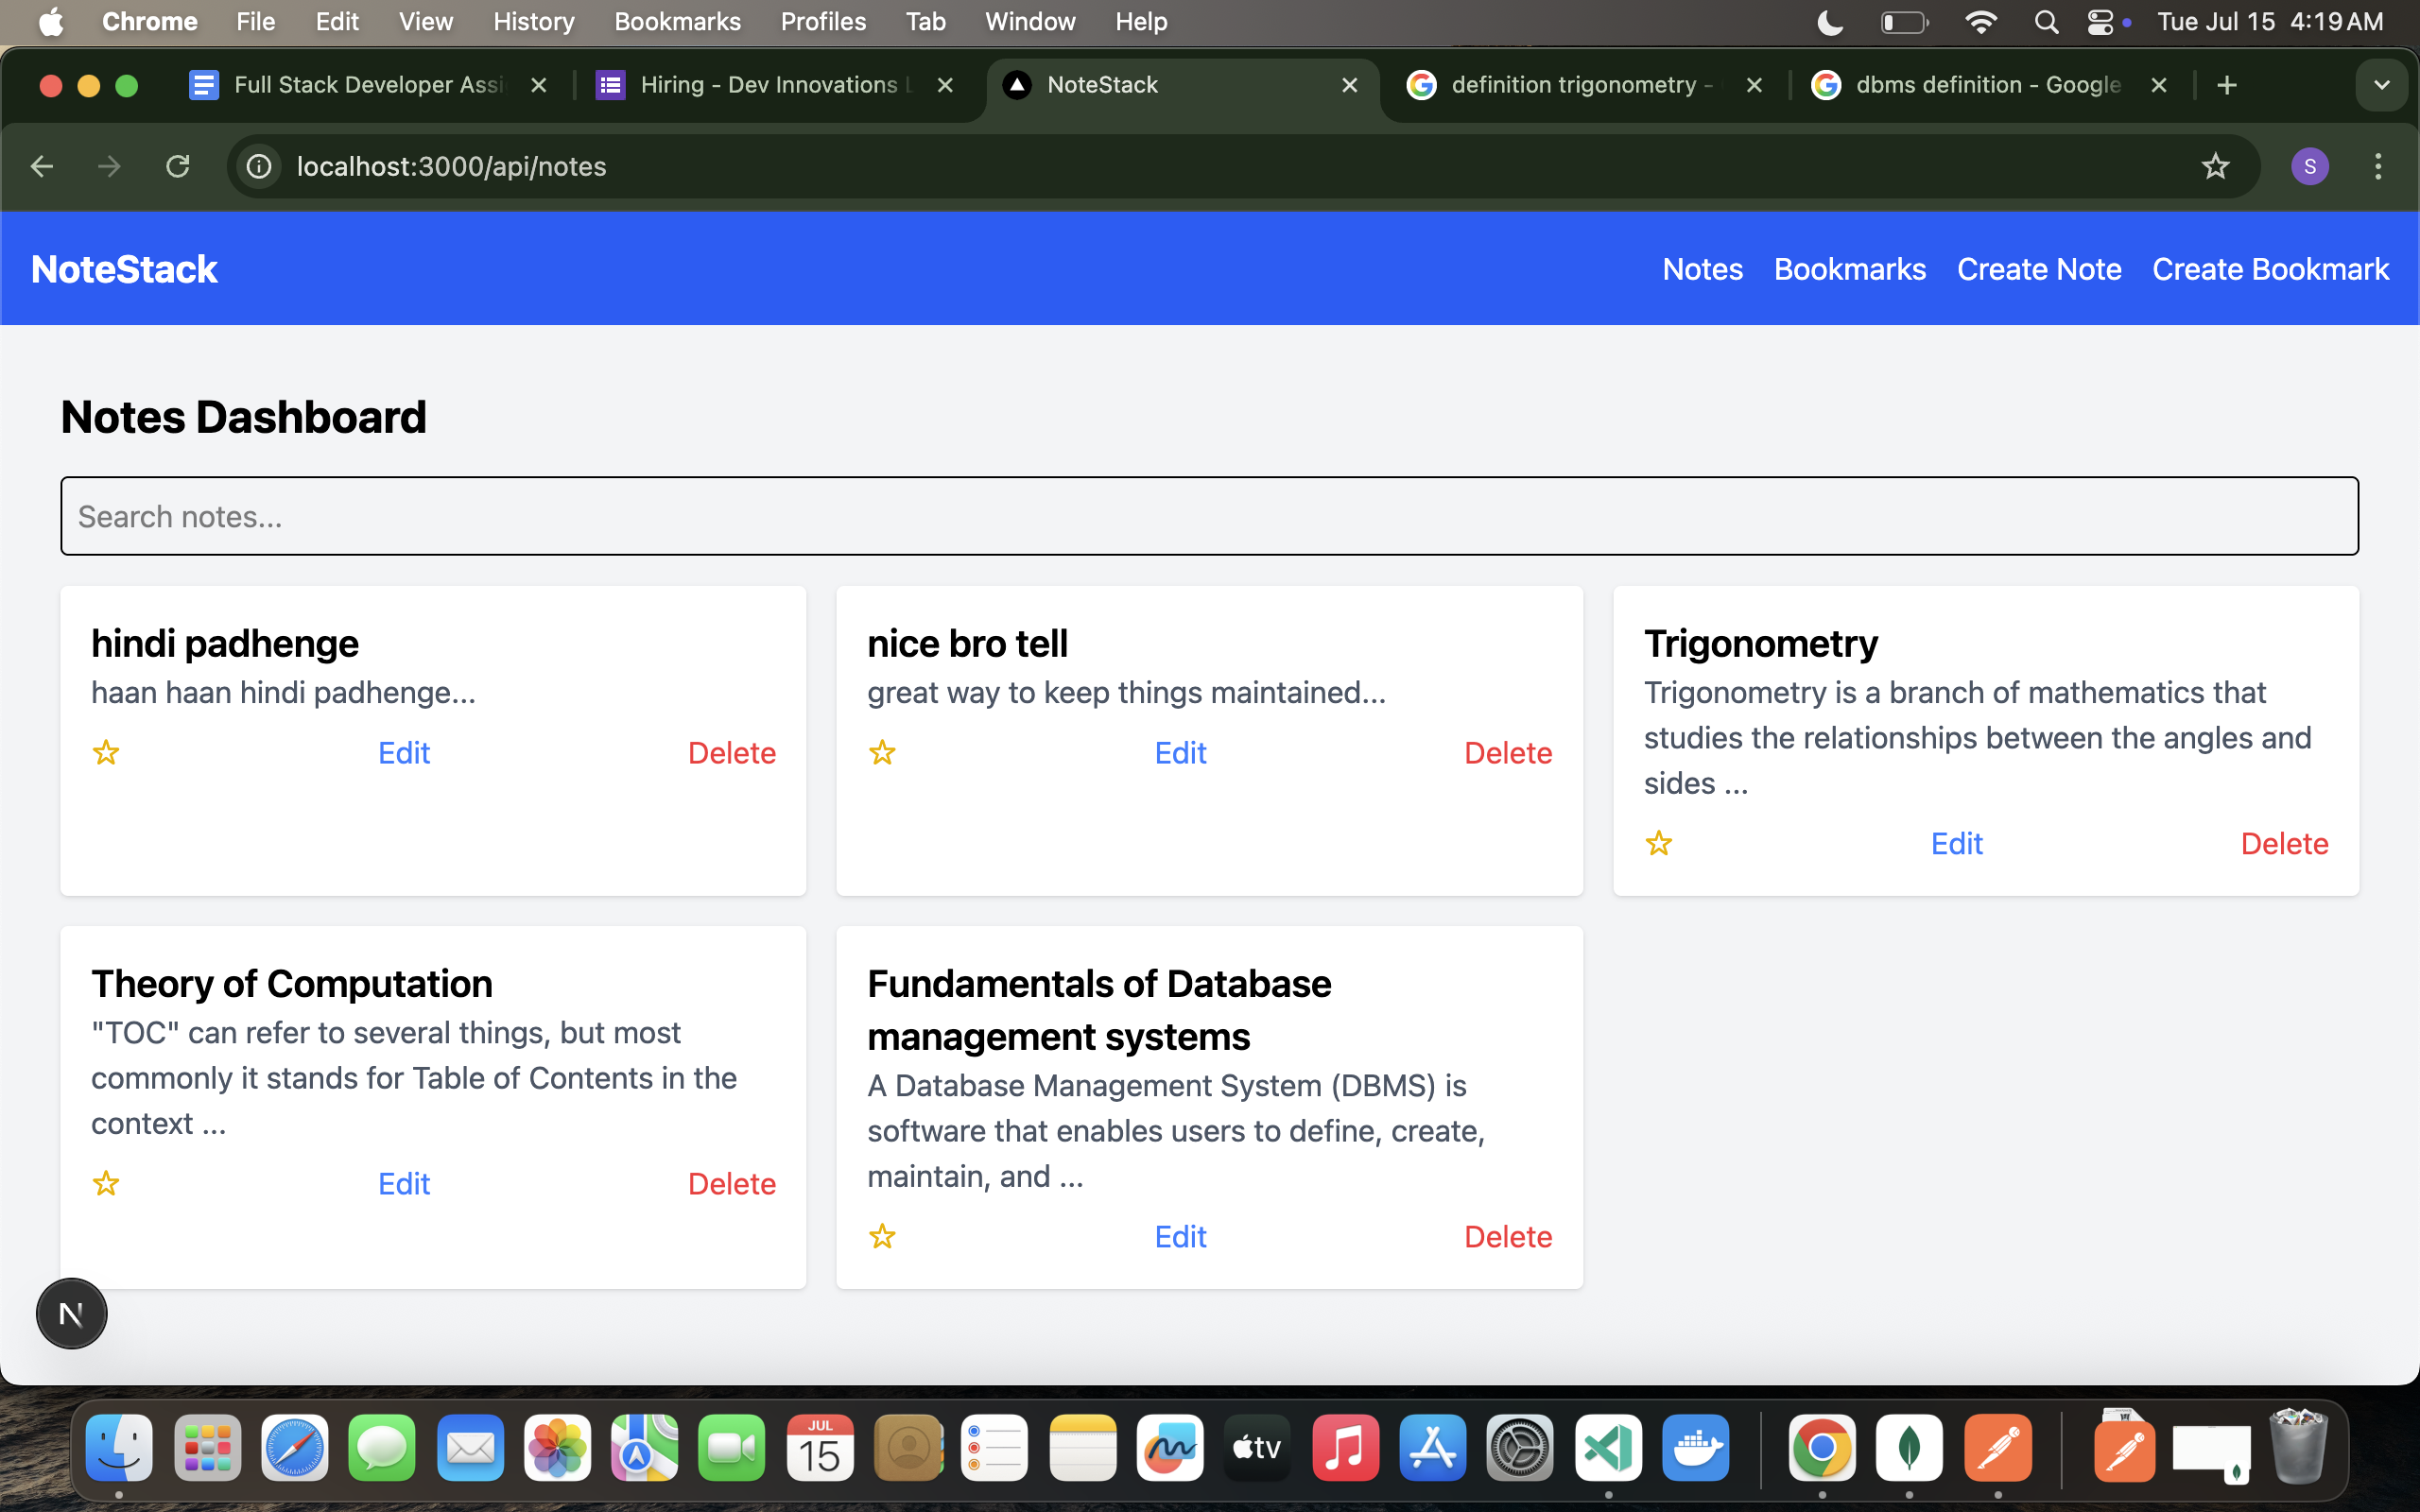 Chrome File Edit View History Bookmarks Profiles Tab Window Help Tue Jul 15 4:19 AM
Full Stack Developer Assi Hiring - Dev Innovations NoteStack definition trigonometry - dbms definition - Google
localhost:3000/api/notes S
NoteStack Notes Bookmarks Create Note Create Bookmark
Notes Dashboard
Search notes...
hindi padhenge
haan haan hindi padhenge...
☆ Edit Delete
nice bro tell
great way to keep things maintained...
☆ Edit Delete
Trigonometry
Trigonometry is a branch of mathematics that
studies the relationships between the angles and
sides ...
☆ Edit Delete
Theory of Computation
"TOC" can refer to several things, but most
commonly it stands for Table of Contents in the
context ...
☆ Edit Delete
Fundamentals of Database
management systems
A Database Management System (DBMS) is
software that enables users to define, create,
maintain, and ...
☆ Edit Delete
N
JUL
15
tv